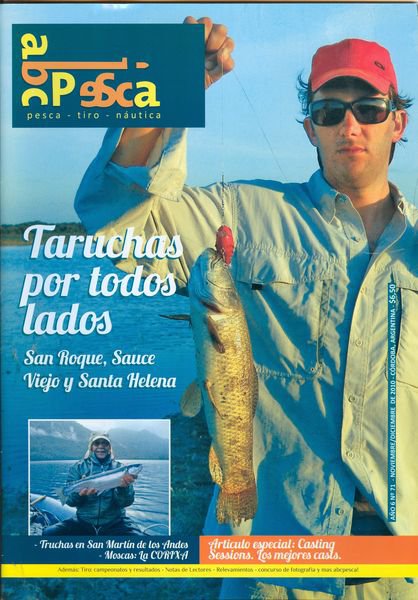 abc Pesca
pesca - tiro - náutica
Taruchas
por todos
lados
San Roque, Sauce
Viejo y Santa Helena
AÑO 6 Nº 71 - NOVIEMBRE/DICIEMBRE DE 2010 - CÓRDOBA, ARGENTINA - $6,50
- Truchas en San Martín de los Andes
- Moscas: La CORIXA
Artículo especial: Casting
Sessions. Los mejores casts.
Además: Tiro: campeonatos y resultados - Notas de Lectores - Relevamientos - concurso de fotografía y mas abcpesca!